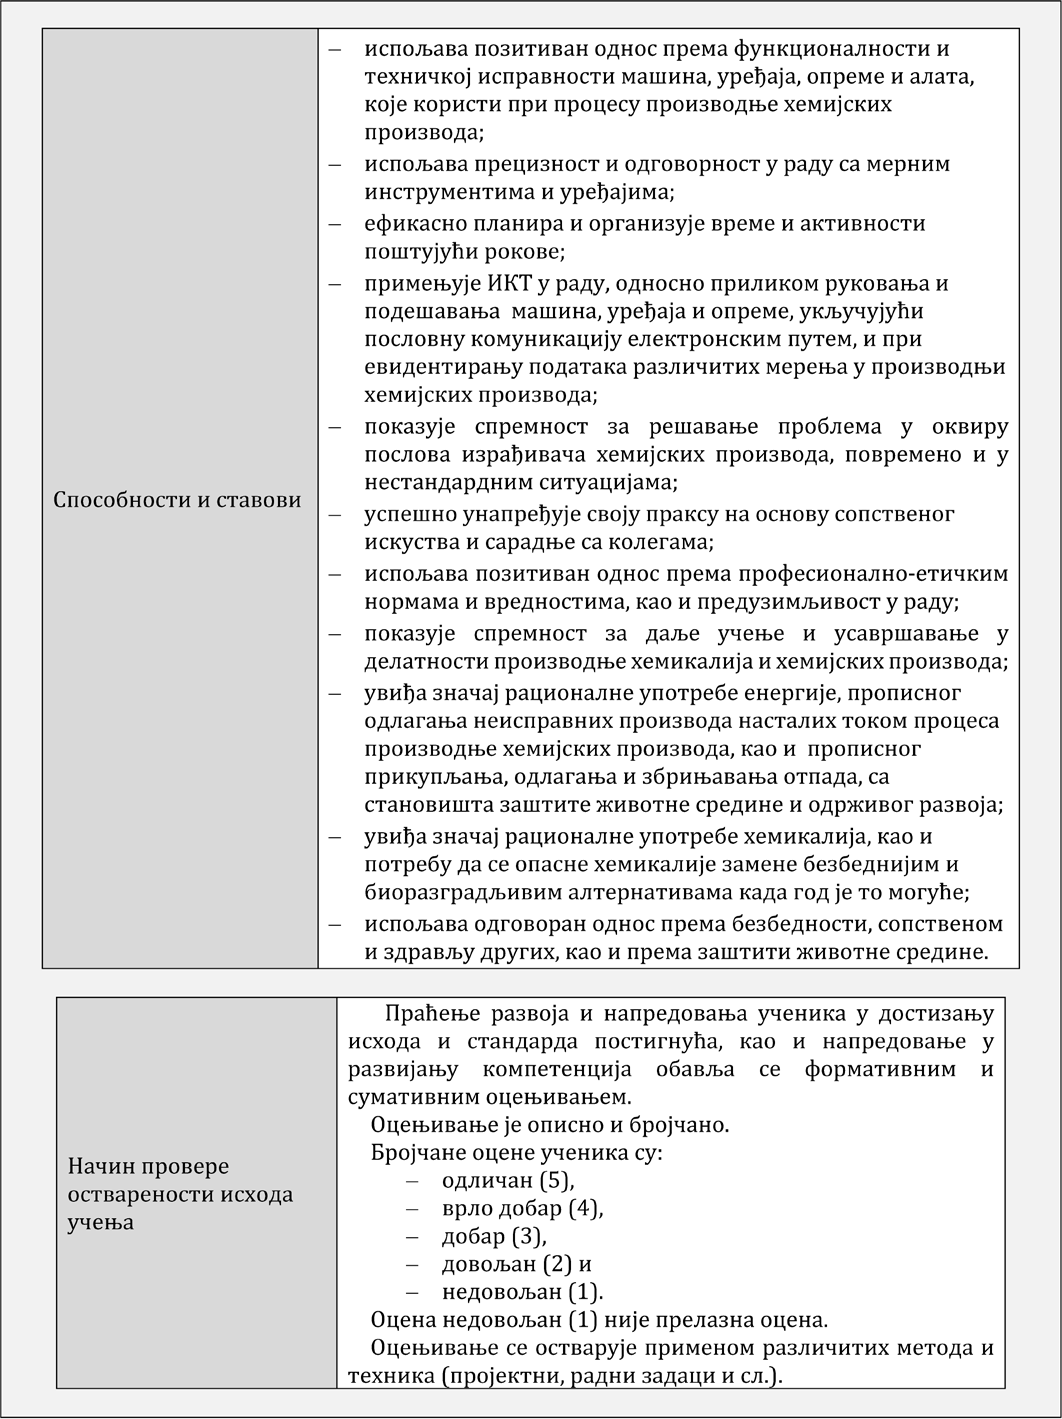 Способности и ставови
– испољава позитиван однос према функционалности и
техничкој исправности машина, уређаја, опреме и алата,
које користи при процесу производње хемијских
производа;
– испољава прецизност и одговорност у раду са мерним
инструментима и уређајима;
– ефикасно планира и организује време и активности
поштујући рокове;
– примењује ИКТ у раду, односно приликом руковања и
подешавања машина, уређаја и опреме, укључујући
пословну комуникацију електронским путем, и при
евидентирању података различитих мерења у производњи
хемијских производа;
– показује спремност за решавање проблема у оквиру
послова израђивача хемијских производа, повремено и у
нестандардним ситуацијама;
– успешно унапређује своју праксу на основу сопственог
искуства и сарадње са колегама;
– испољава позитиван однос према професионално-етичким
нормама и вредностима, као и предузимљивост у раду;
– показује спремност за даље учење и усавршавање у
делатности производње хемикалија и хемијских производа;
– увиђа значај рационалне употребе енергије, прописног
одлагања неисправних производа насталих током процеса
производње хемијских производа, као и прописног
прикупљања, одлагања и збрињавања отпада, са
становишта заштите животне средине и одрживог развоја;
– увиђа значај рационалне употребе хемикалија, као и
потребу да се опасне хемикалије замене безбеднијим и
биоразградљивим алтернативама када год је то могуће;
– испољава одговоран однос према безбедности, сопственом
и здрављу других, као и према заштити животне средине.
Начин провере
остварености исхода
учења
Праћење развоја и напредовања ученика у достизању
исхода и стандарда постигнућа, као и напредовање у
развијању компетенција обавља се формативним и
сумативним оцењивањем.
Оцењивање је описно и бројчано.
Бројчане оцене ученика су:
– одличан (5),
– врло добар (4),
– добар (3),
– довољан (2) и
– недовољан (1).
Оцена недовољан (1) није прелазна оцена.
Оцењивање се остварује применом различитих метода и
техника (пројектни, радни задаци и сл.).